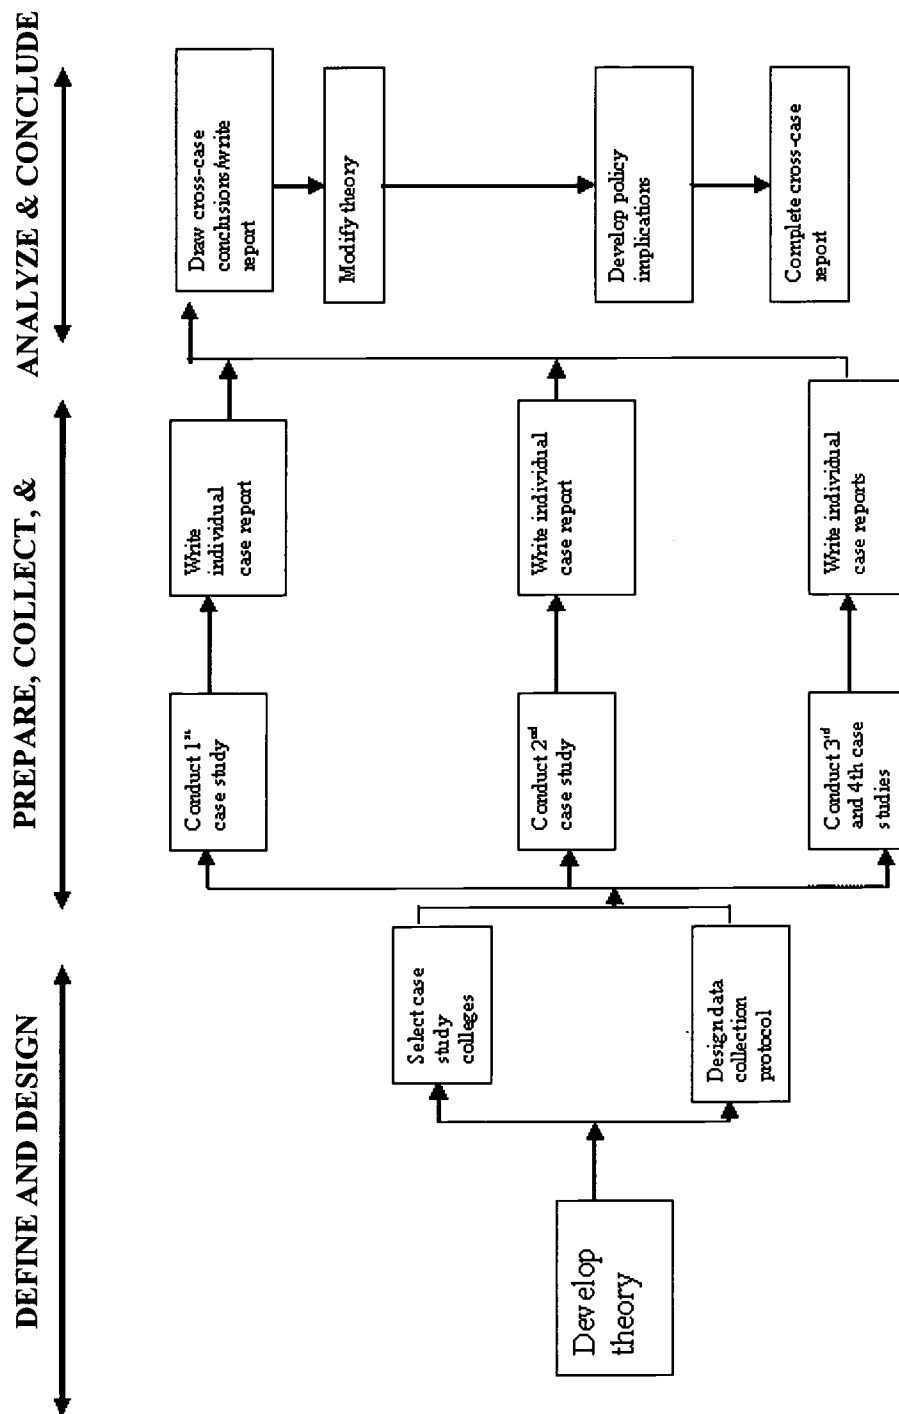 DEFINE AND DESIGN
PREPARE, COLLECT, &
ANALYZE & CONCLUDE
Develop
theory
Select case
study
colleges
Design data
collection
protocol
Conduct 1st
case study
Conduct 2nd
case study
Conduct 3rd
and 4th case
studies
Write
individual
case report
Write individual
case report
Write individual
case reports
Draw cross-case
conclusions/write
report
Modify theory
Develop policy
implications
Complete cross-case
report